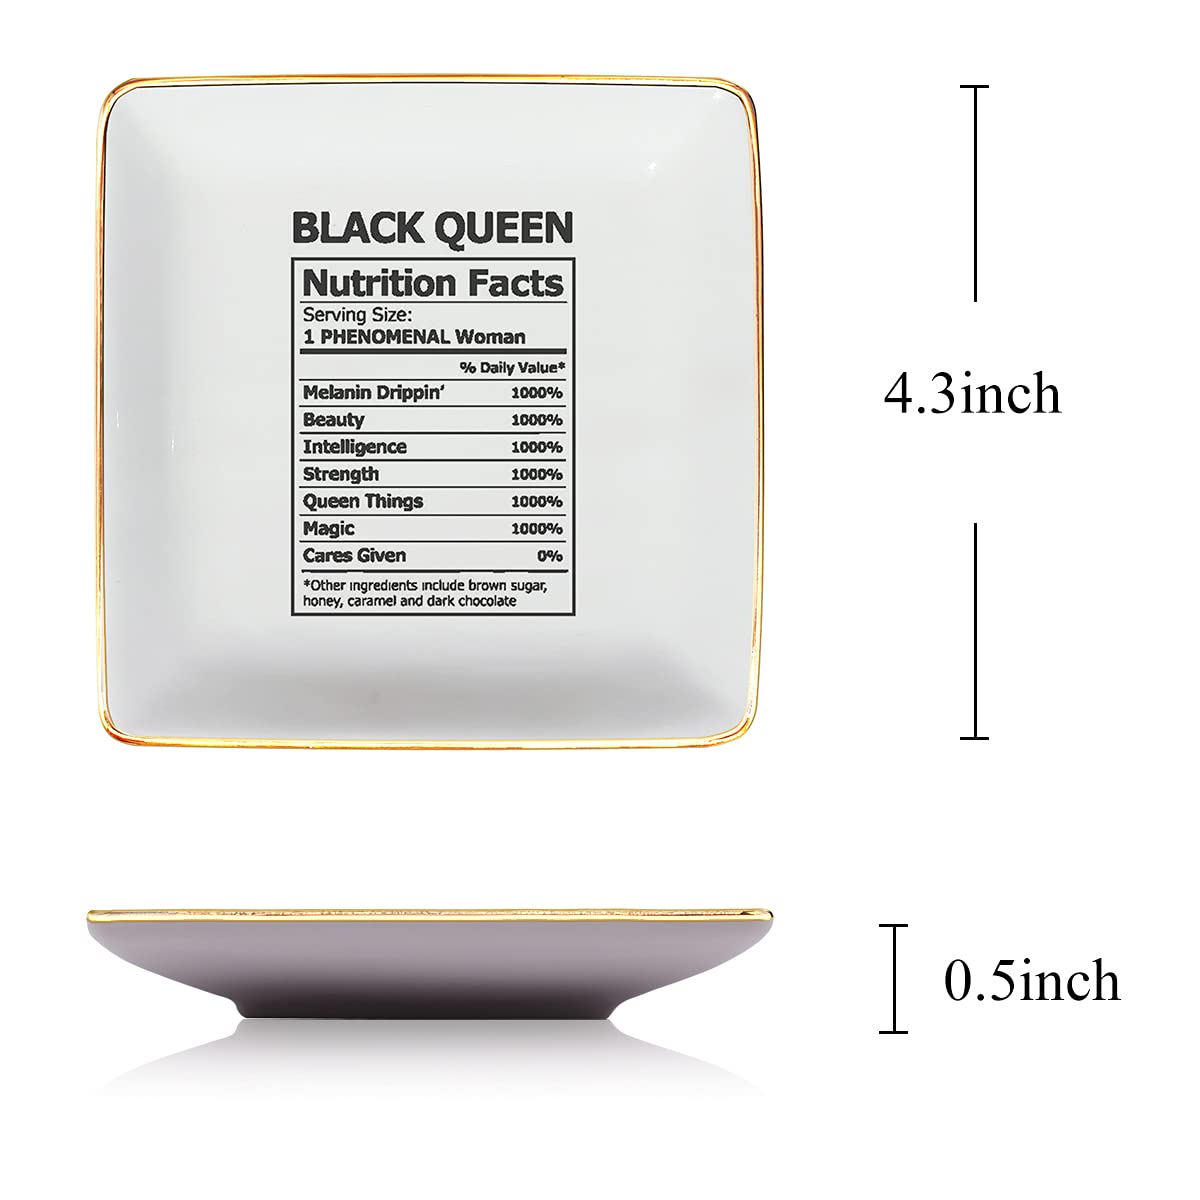 BLACK QUEEN
Nutrition Facts
Serving Size:
1 PHENOMENAL Woman
% Daily Value*
Melanin Drippin' 1000%
Beauty 1000%
Intelligence 1000%
Strength 1000%
Queen Things 1000%
Magic 1000%
Cares Given 0%
*Other ingredients include brown sugar,
honey, caramel and dark chocolate
4.3inch
0.5inch